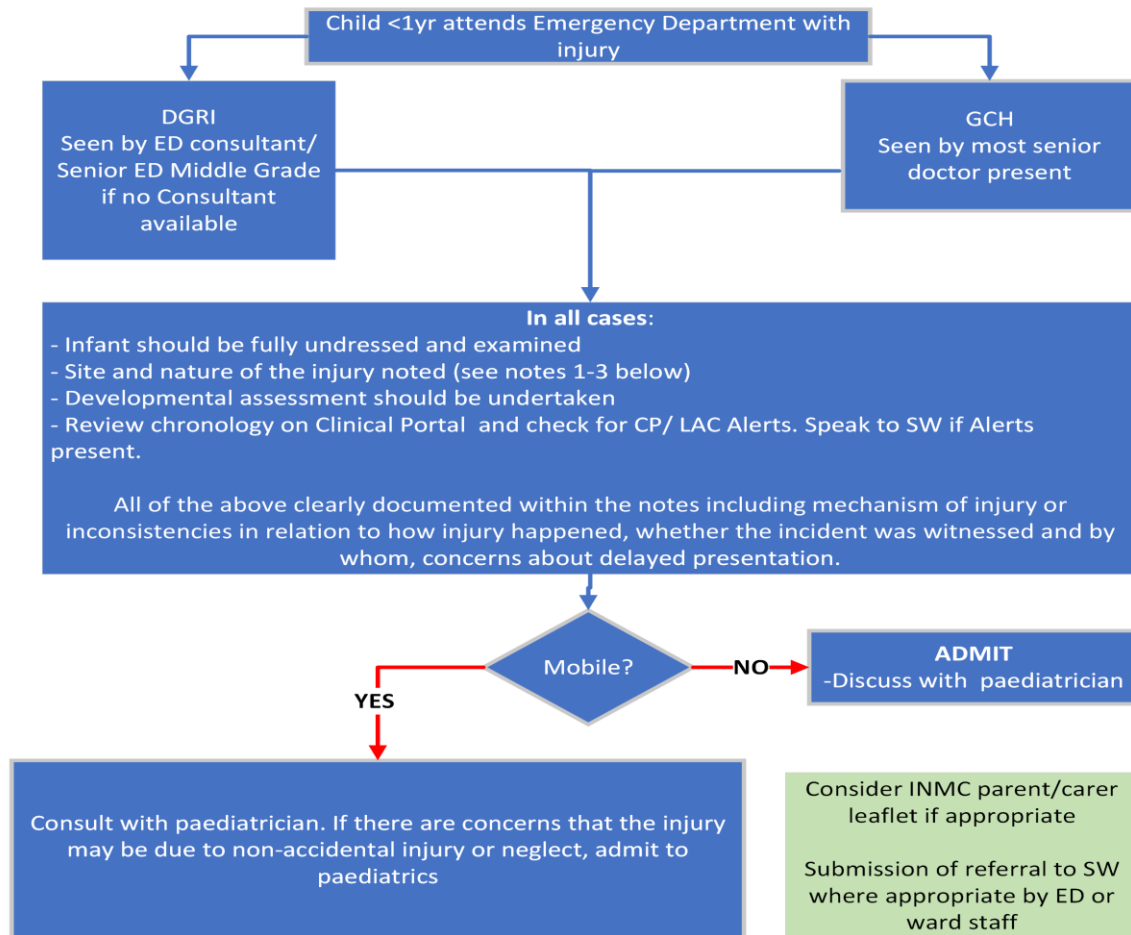 Child <1yr attends Emergency Department with
injury
DGRI
Seen by ED consultant/
Senior ED Middle Grade
if no Consultant
available
GCH
Seen by most senior
doctor present
In all cases:
- Infant should be fully undressed and examined
- Site and nature of the injury noted (see notes 1-3 below)
- Developmental assessment should be undertaken
- Review chronology on Clinical Portal and check for CP/ LAC Alerts. Speak to SW if Alerts
present.
All of the above clearly documented within the notes including mechanism of injury or
inconsistencies in relation to how injury happened, whether the incident was witnessed and by
whom, concerns about delayed presentation.
Mobile?
NO
ADMIT
-Discuss with paediatrician
YES
Consult with paediatrician. If there are concerns that the injury
may be due to non-accidental injury or neglect, admit to
paediatrics
Consider INMC parent/carer
leaflet if appropriate
Submission of referral to SW
where appropriate by ED or
ward staff